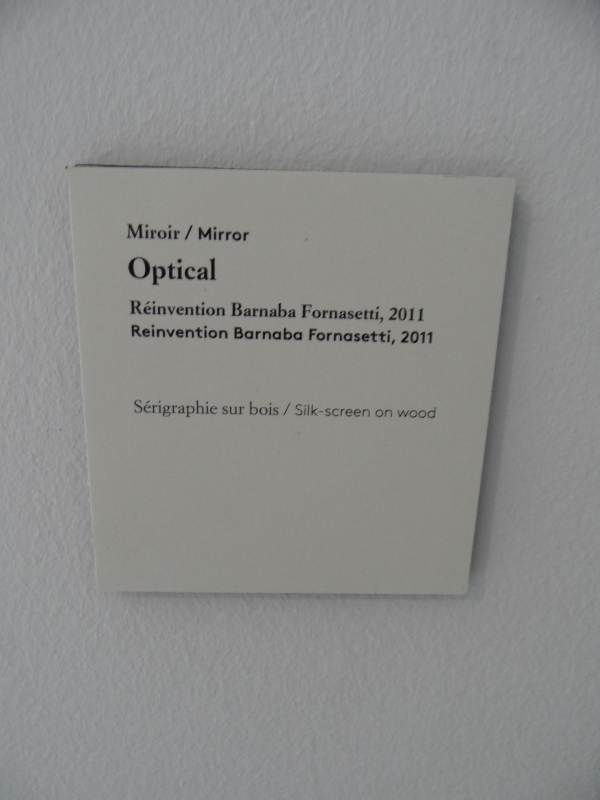 Miroir / Mirror
Optical
Réinvention Barnaba Fornasetti, 2011
Reinvention Barnaba Fornasetti, 2011
Sérigraphie sur bois / Silk-screen on wood